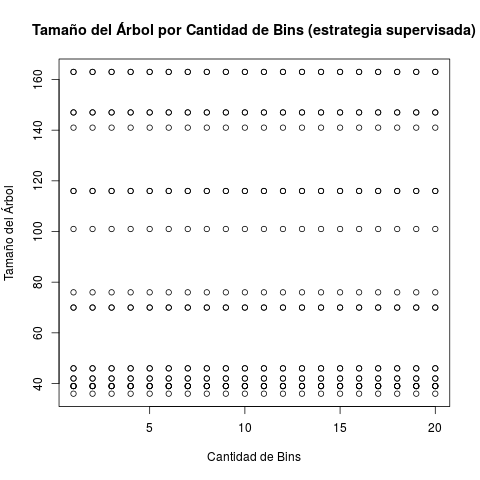 Tamaño del Árbol por Cantidad de Bins (estrategia supervisada)
160
140
120
100
80
60
40
Tamaño del Árbol
5 10 15 20
Cantidad de Bins